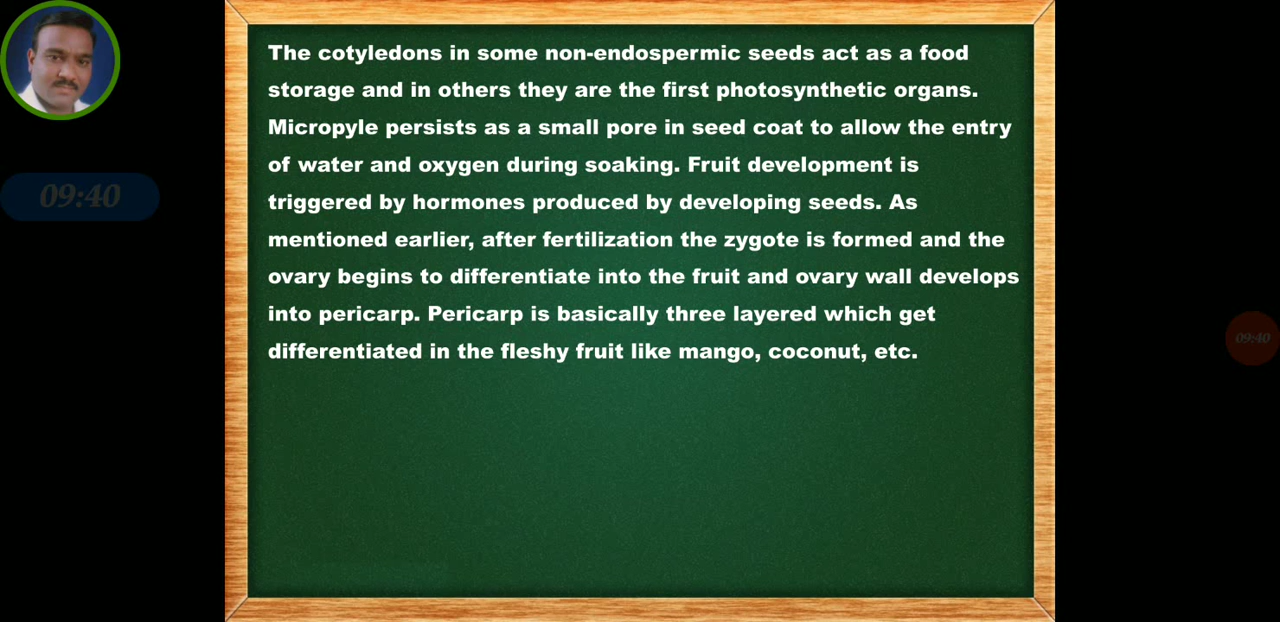 The cotyledons in some non-endospermic seeds act as a food
storage and in others they are the first photosynthetic organs.
Micropyle persists as a small pore in seed coat to allow the entry
of water and oxygen during soaking. Fruit development is
triggered by hormones produced by developing seeds. As
mentioned earlier, after fertilization the zygote is formed and the
ovary begins to differentiate into the fruit and ovary wall develops
into pericarp. Pericarp is basically three layered which get
differentiated in the fleshy fruit like mango, coconut, etc.
09:40
09:40